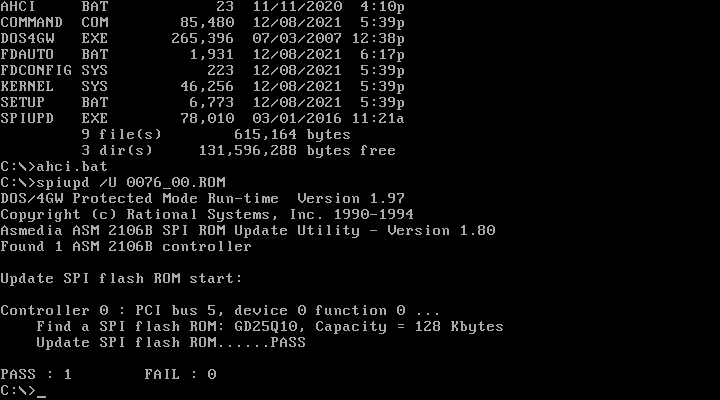 AHCI     BAT            23  11/11/2020  4:10p
COMMAND  COM        85,480  12/08/2021  5:39p
DOS4GW   EXE       265,396  07/03/2007 12:38p
FDAUTO   BAT         1,931  12/08/2021  6:17p
FDCONFIG SYS           223  12/08/2021  5:39p
KERNEL   SYS        46,256  12/08/2021  5:39p
SETUP    BAT         6,773  12/08/2021  5:39p
SPIUPD   EXE        78,010  03/01/2016 11:21a
         9 file(s)        615,164 bytes
         3 dir(s)     131,596,288 bytes free
C:\>ahci.bat
C:\>spiupd /U 0076_00.ROM
DOS/4GW Protected Mode Run-time  Version 1.97
Copyright (c) Rational Systems, Inc. 1990-1994
Asmedia ASM 2106B SPI ROM Update Utility - Version 1.80
Found 1 ASM 2106B controller
Update SPI flash ROM start:
Controller 0 : PCI bus 5, device 0 function 0 ...
    Find a SPI flash ROM: GD25Q10, Capacity = 128 Kbytes
    Update SPI flash ROM......PASS
PASS : 1        FAIL : 0
C:\>_